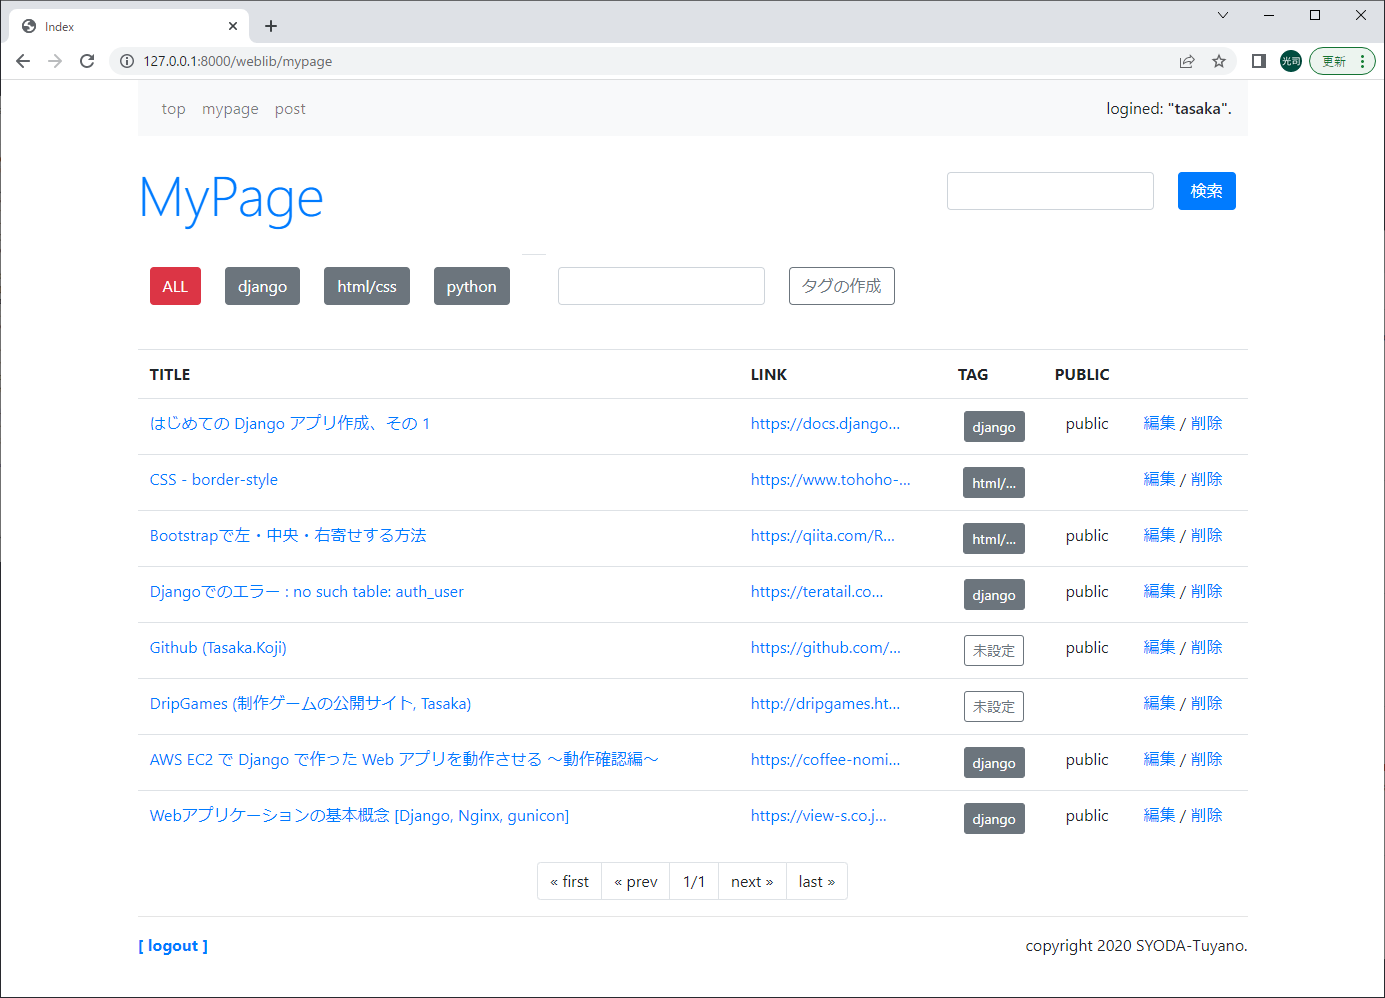 Index
127.0.0.1:8000/weblib/mypage
光司
更新
top mypage post
logined: "tasaka".
MyPage
検索
ALL django html/css python タグの作成
TITLE LINK TAG PUBLIC
はじめての Django アプリ作成、その 1 https://docs.django... django public 編集 / 削除
CSS - border-style https://www.tohoho-... html/... 編集 / 削除
Bootstrapで左・中央・右寄せする方法 https://qiita.com/R... html/... public 編集 / 削除
Djangoでのエラー : no such table: auth_user https://teratail.co... django public 編集 / 削除
Github (Tasaka.Koji) https://github.com/... 未設定 public 編集 / 削除
DripGames (制作ゲームの公開サイト, Tasaka) http://dripgames.ht... 未設定 編集 / 削除
AWS EC2 で Django で作った Web アプリを動作させる ～動作確認編～ https://coffee-nomi... django public 編集 / 削除
Webアプリケーションの基本概念 [Django, Nginx, gunicon] https://view-s.co.j... django public 編集 / 削除
« first « prev 1/1 next » last »
[ logout ]
copyright 2020 SYODA-Tuyano.